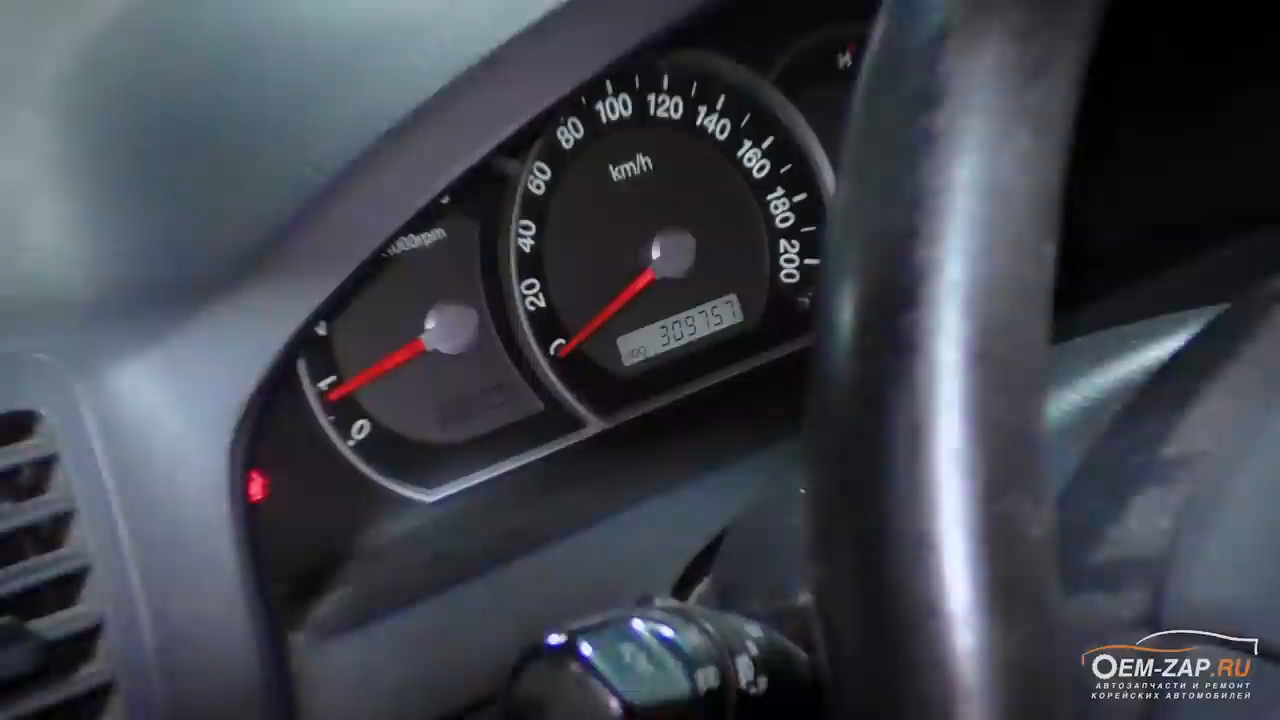 H
20
40
60
80
100
120
140
160
180
200
km/h
0
1
ODO
309757
OEM-ZAP.RU
АВТОЗАПЧАСТИ И РЕМОНТ
КОРЕЙСКИХ АВТОМОБИЛЕЙ